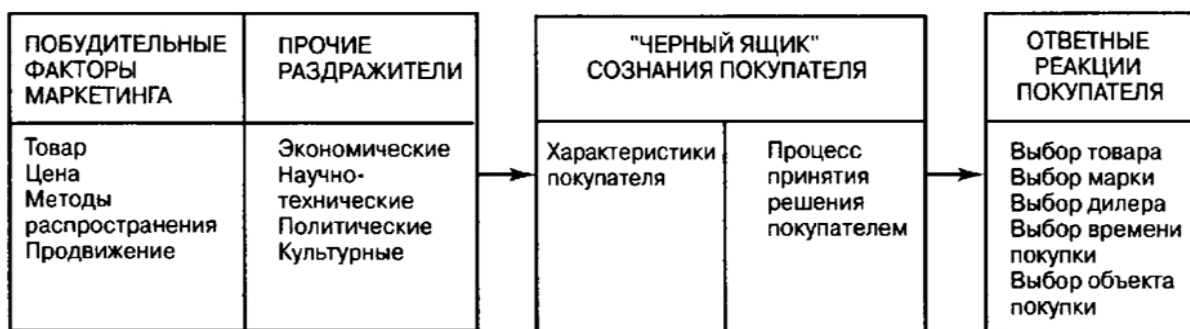 ПОБУДИТЕЛЬНЫЕ
ФАКТОРЫ
МАРКЕТИНГА
ПРОЧИЕ
РАЗДРАЖИТЕЛИ
"ЧЕРНЫЙ ЯЩИК"
СОЗНАНИЯ ПОКУПАТЕЛЯ
ОТВЕТНЫЕ
РЕАКЦИИ
ПОКУПАТЕЛЯ
Товар
Цена
Методы
распространения
Продвижение
Экономические
Научно-
технические
Политические
Культурные
Характеристики
покупателя
Процесс
принятия
решения
покупателем
Выбор товара
Выбор марки
Выбор дилера
Выбор времени
покупки
Выбор объекта
покупки